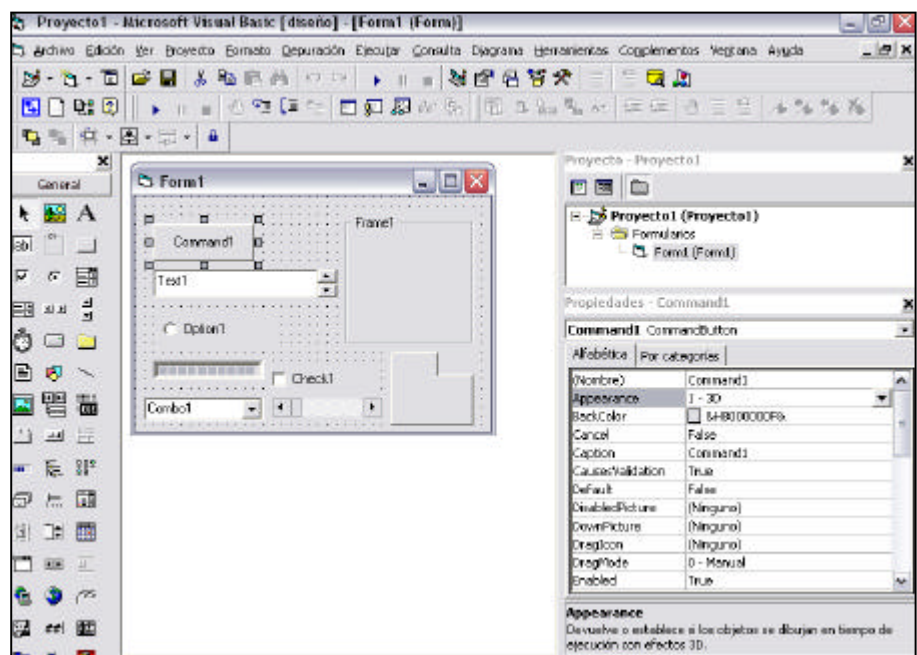 Proyecto1 - Microsoft Visual Basic [diseño] - [Form1 (Form)]
Archivo Edición Ver Proyecto Formato Depuración Ejecutar Consulta Diagrama Herramientas Complementos Ventana Ayuda
General
A
abl
Form1
Command1
Frame1
Text1
Option1
Check1
Combo1
Proyecto - Proyecto1
Proyecto1 (Proyecto1)
Formularios
Form1 (Form1)
Propiedades - Command1
Command1 CommandButton
Alfabética Por categorías
(Nombre) Command1
Appearance 1 - 3D
BackColor &H8000000F&
Cancel False
Caption Command1
CausesValidation True
Default False
DisabledPicture (Ninguno)
DownPicture (Ninguno)
DragIcon (Ninguno)
DragMode 0 - Manual
Enabled True
Appearance
Devuelve o establece si los objetos se dibujan en tiempo de
ejecución con efectos 3D.